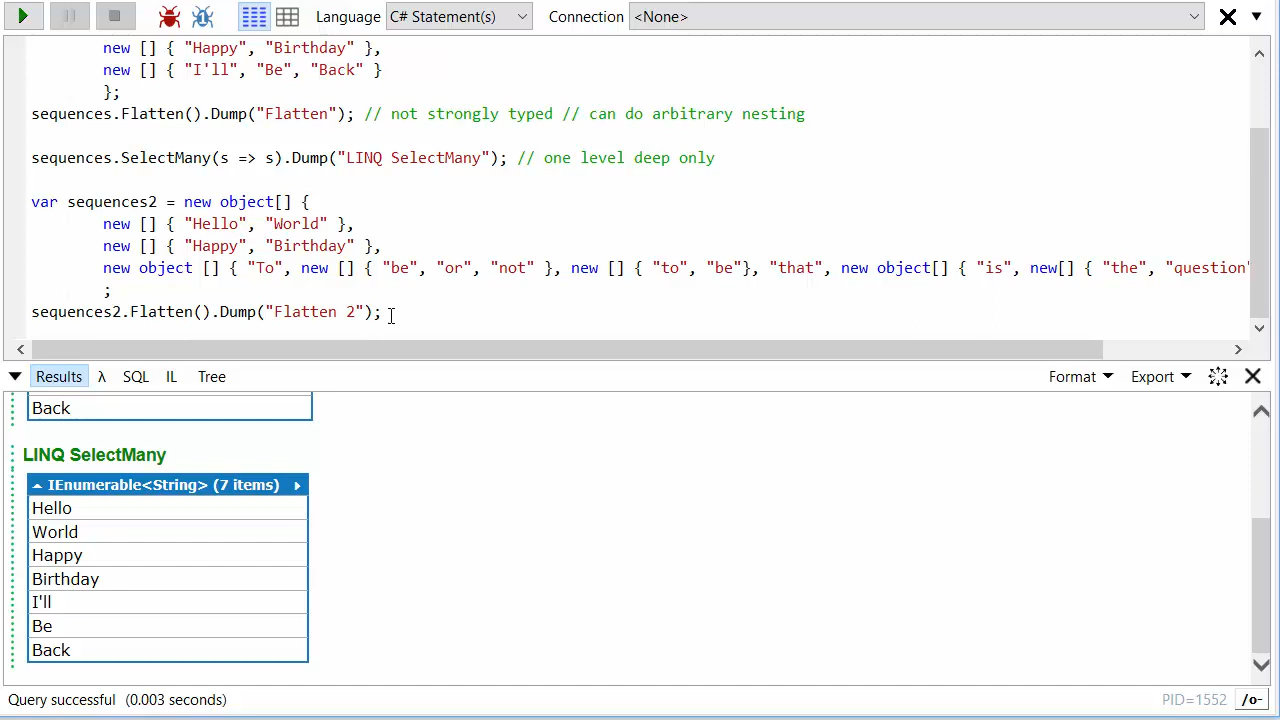 Language C# Statement(s) Connection <None>
new [] { "Happy", "Birthday" },
new [] { "I'll", "Be", "Back" }
};
sequences.Flatten().Dump("Flatten"); // not strongly typed // can do arbitrary nesting
sequences.SelectMany(s => s).Dump("LINQ SelectMany"); // one level deep only
var sequences2 = new object[] {
new [] { "Hello", "World" },
new [] { "Happy", "Birthday" },
new object [] { "To", new [] { "be", "or", "not" }, new [] { "to", "be"}, "that", new object[] { "is", new[] { "the", "question"
;
sequences2.Flatten().Dump("Flatten 2");
Results λ SQL IL Tree Format Export
Back
LINQ SelectMany
IEnumerable<String> (7 items)
Hello
World
Happy
Birthday
I'll
Be
Back
Query successful (0.003 seconds) PID=1552 /o-